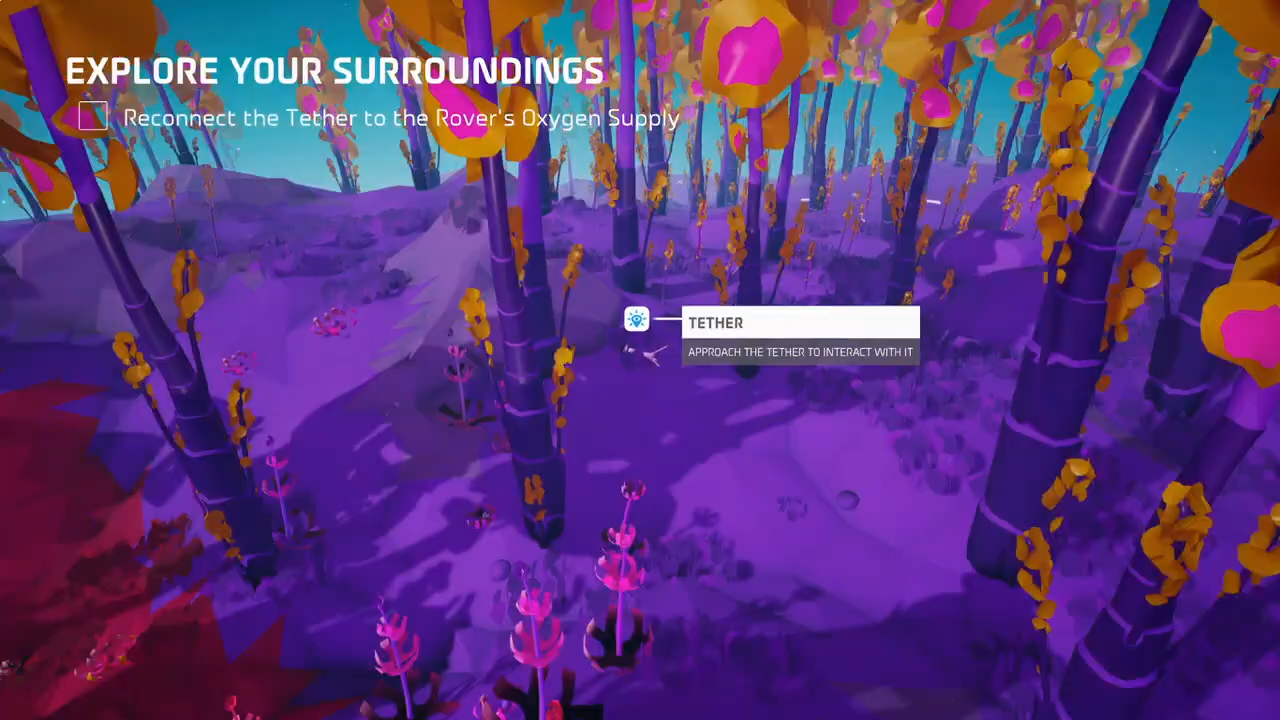 EXPLORE YOUR SURROUNDINGS
Reconnect the Tether to the Rover's Oxygen Supply
TETHER
APPROACH THE TETHER TO INTERACT WITH IT